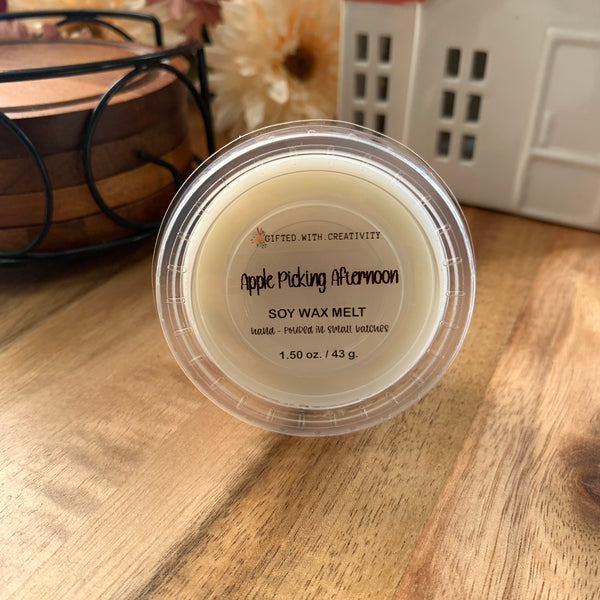 GIFTED.WITH.CREATIVITY
Apple Picking Afternoon
SOY WAX MELT
hand - poured in small batches
1.50 oz. / 43 g.